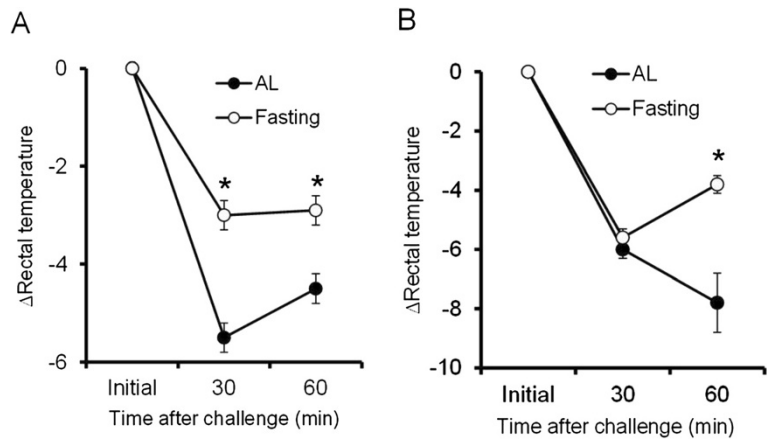 A
0
-2
-4
-6
ΔRectal temperature
AL
Fasting
*
*
Initial 30 60
Time after challenge (min)
B
0
-2
-4
-6
-8
-10
ΔRectal temperature
AL
Fasting
*
Initial 30 60
Time after challenge (min)